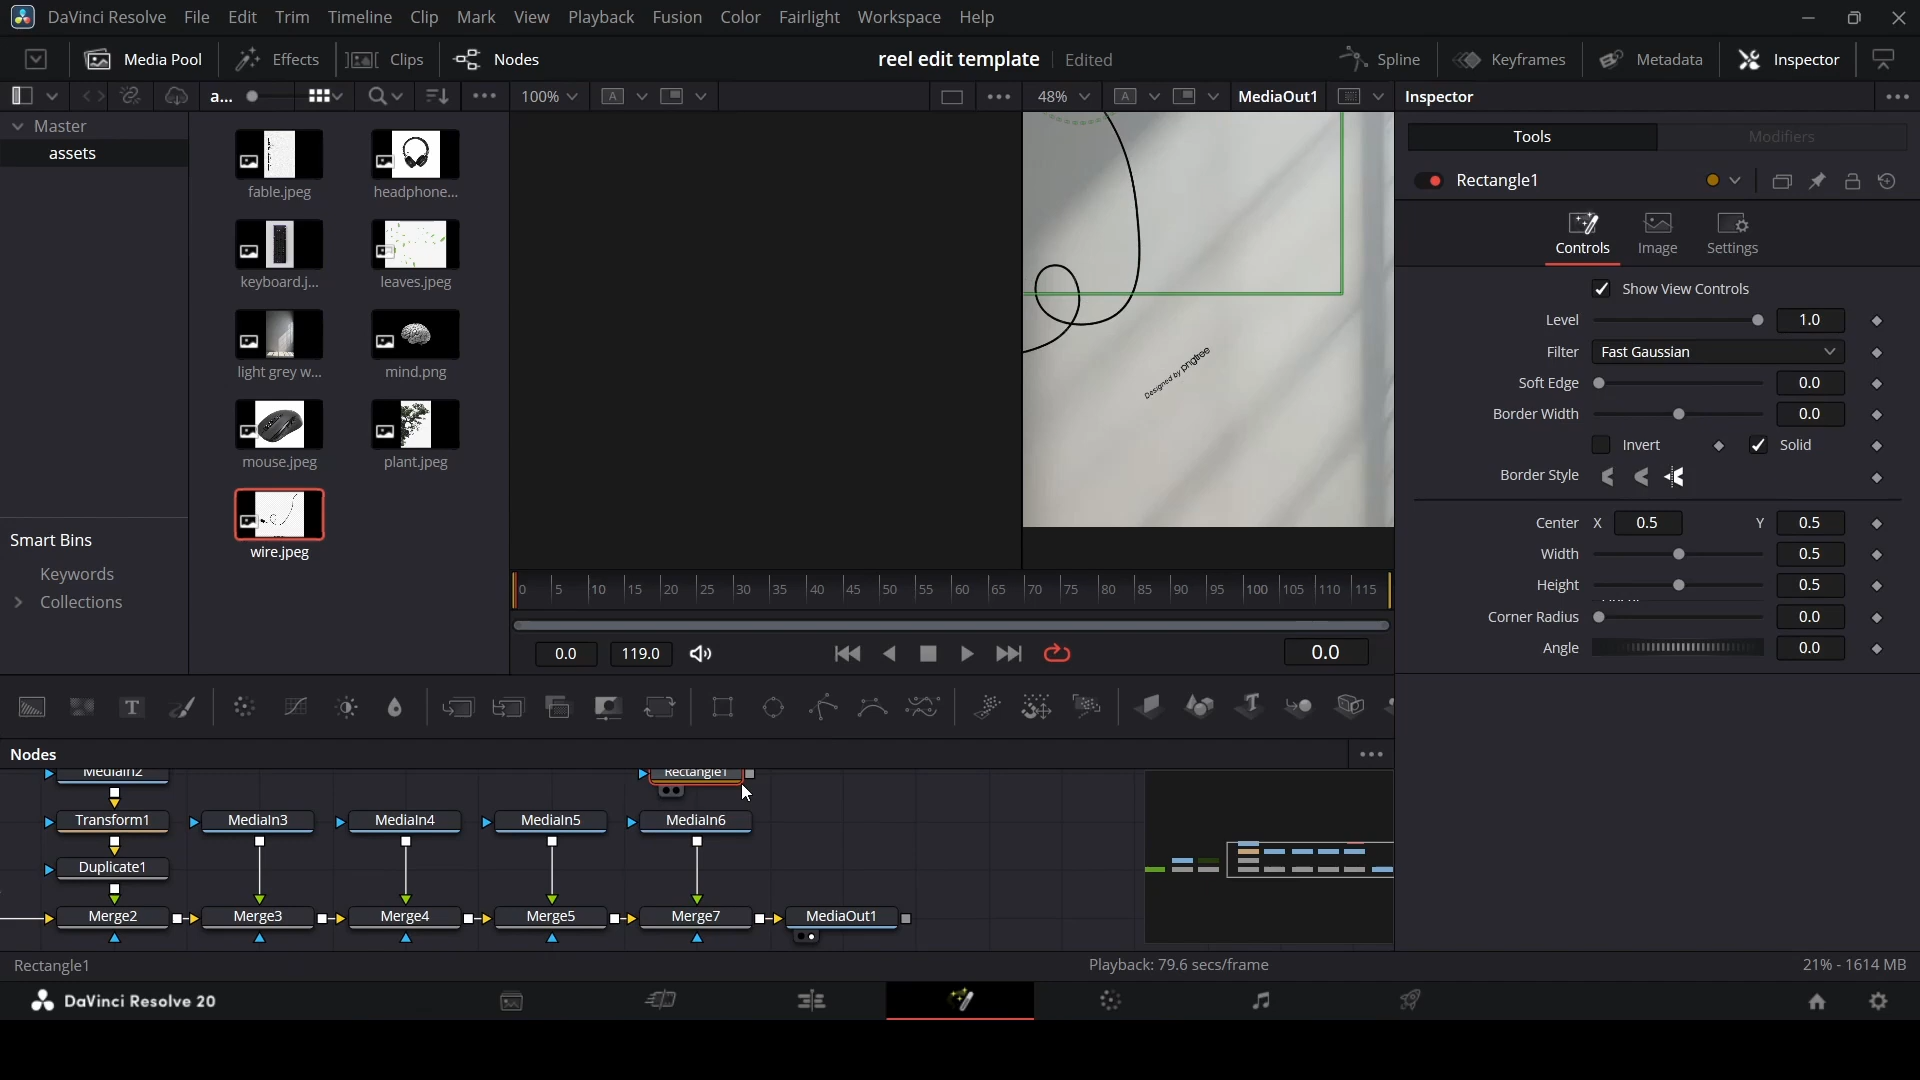 DaVinci Resolve File Edit Trim Timeline Clip Mark View Playback Fusion Color Fairlight Workspace Help
Media Pool Effects Clips Nodes reel edit template Edited Spline Keyframes Metadata Inspector
a... 100% A 48% A MediaOut1 Inspector
Master
assets
fable.jpeg headphone...
keyboard.j... leaves.jpeg
light grey w... mind.png
mouse.jpeg plant.jpeg
wire.jpeg
Smart Bins
Keywords
Collections
Designed by pngtree
Tools Modifiers
Rectangle1
Controls Image Settings
Show View Controls
Level 1.0
Filter Fast Gaussian
Soft Edge 0.0
Border Width 0.0
Invert Solid
Border Style
Center X 0.5 Y 0.5
Width 0.5
Height 0.5
Corner Radius 0.0
Angle 0.0
0 5 10 15 20 25 30 35 40 45 50 55 60 65 70 75 80 85 90 95 100 105 110 115
0.0 119.0 0.0
T T
Nodes
MediaIn2 Rectangle1
Transform1 MediaIn3 MediaIn4 MediaIn5 MediaIn6
Duplicate1
Merge2 Merge3 Merge4 Merge5 Merge7 MediaOut1
Rectangle1 Playback: 79.6 secs/frame 21% - 1614 MB
DaVinci Resolve 20